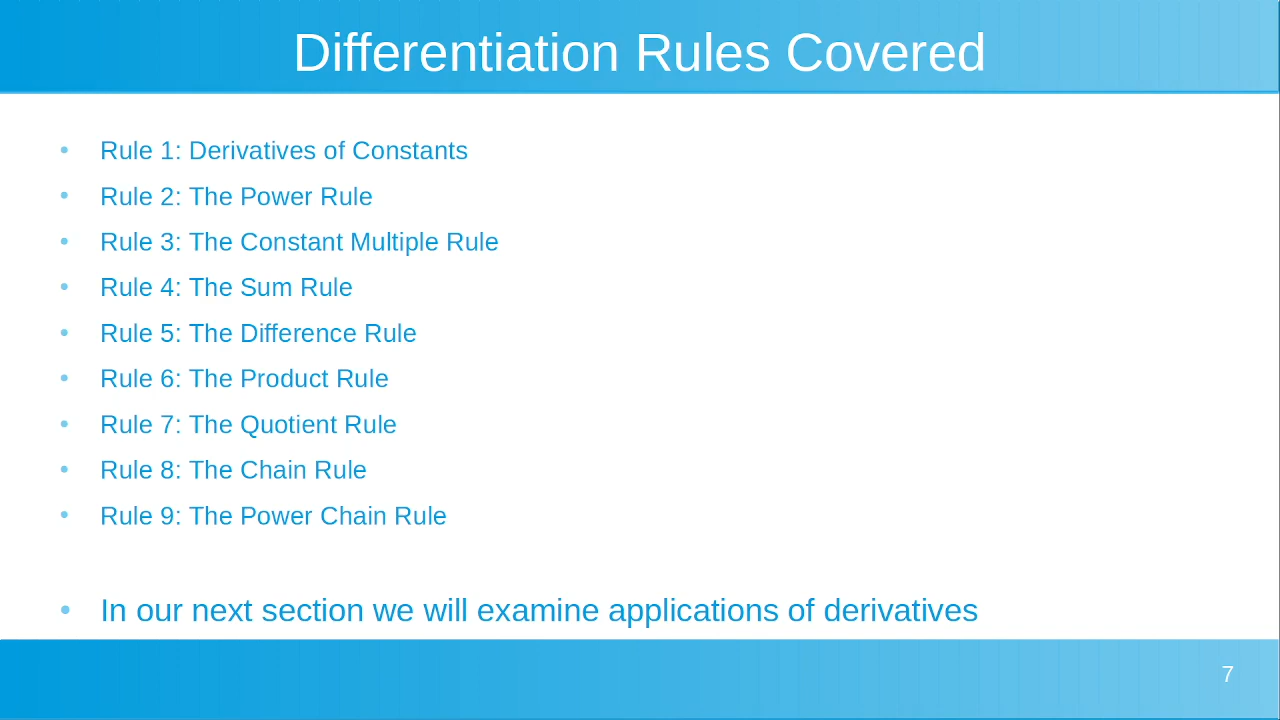 Differentiation Rules Covered
• Rule 1: Derivatives of Constants
• Rule 2: The Power Rule
• Rule 3: The Constant Multiple Rule
• Rule 4: The Sum Rule
• Rule 5: The Difference Rule
• Rule 6: The Product Rule
• Rule 7: The Quotient Rule
• Rule 8: The Chain Rule
• Rule 9: The Power Chain Rule
• In our next section we will examine applications of derivatives
7